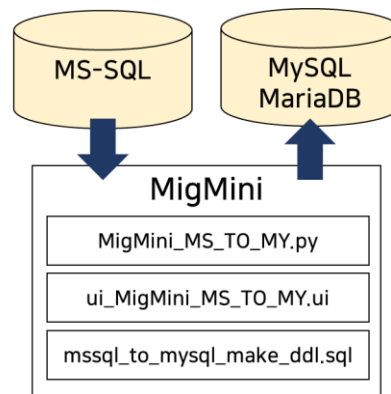 MS-SQL
MySQL
MariaDB
MigMini
MigMini_MS_TO_MY.py
ui_MigMini_MS_TO_MY.ui
mssql_to_mysql_make_ddl.sql